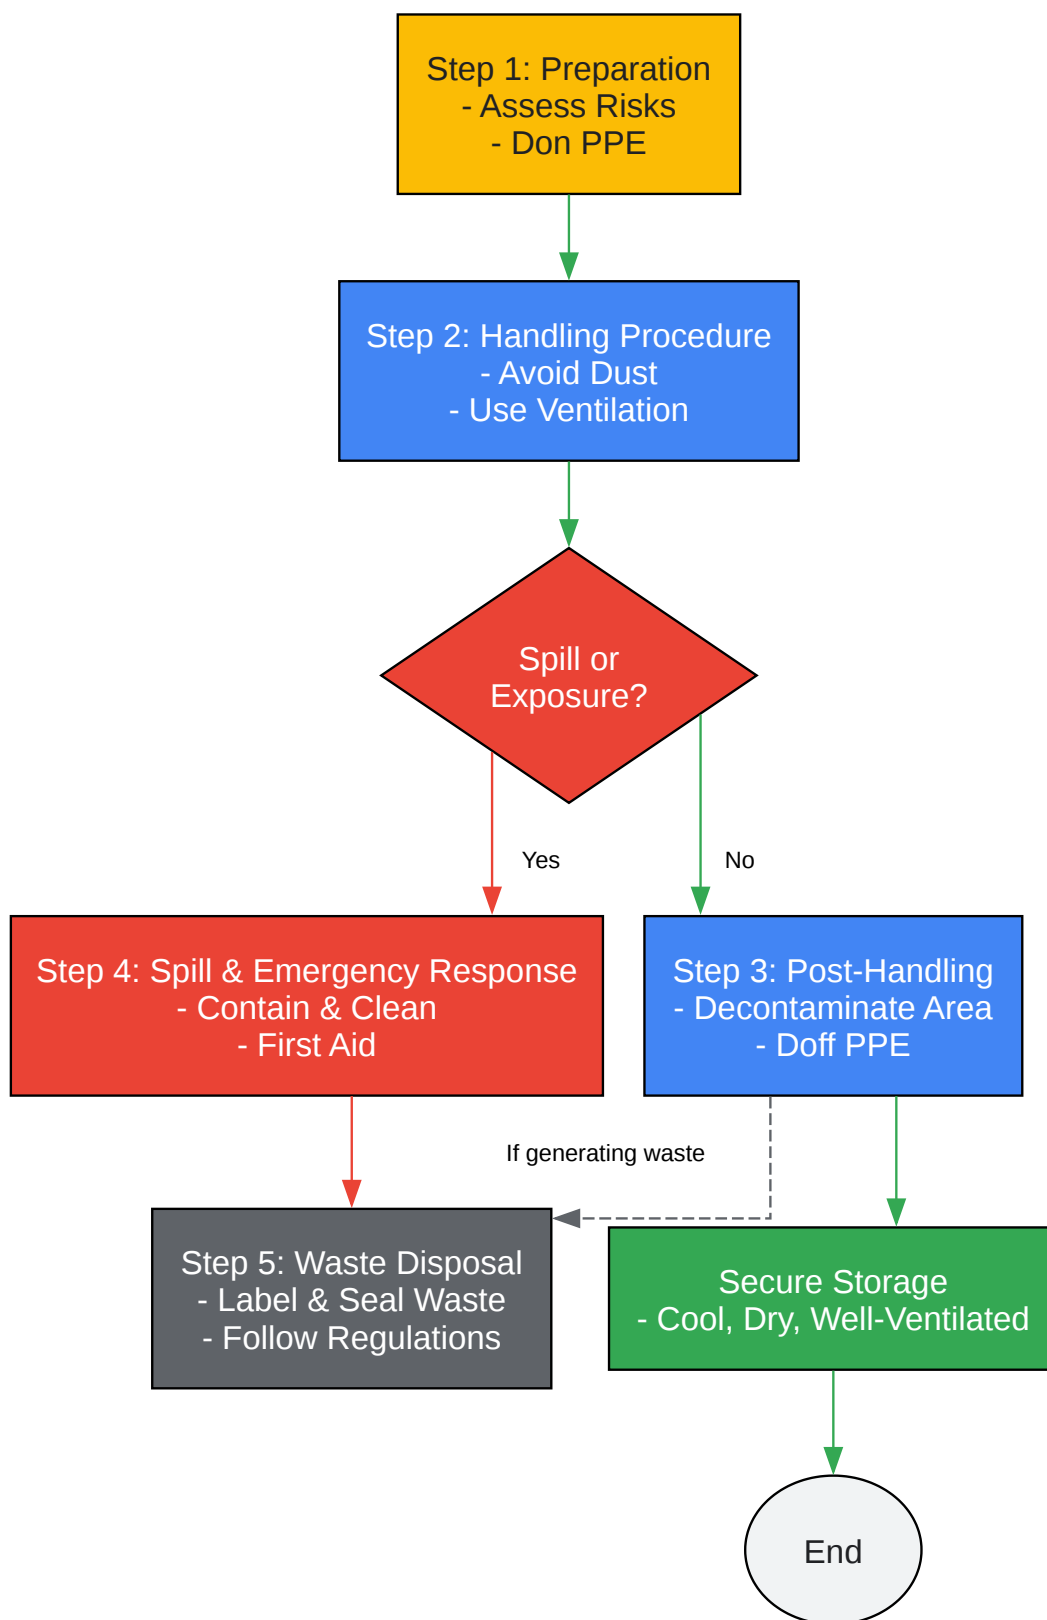 Step 1: Preparation
- Assess Risks
- Don PPE
Step 2: Handling Procedure
- Avoid Dust
- Use Ventilation
Spill or
Exposure?
Yes
No
Step 4: Spill & Emergency Response
- Contain & Clean
- First Aid
Step 3: Post-Handling
- Decontaminate Area
- Doff PPE
If generating waste
Step 5: Waste Disposal
- Label & Seal Waste
- Follow Regulations
Secure Storage
- Cool, Dry, Well-Ventilated
End